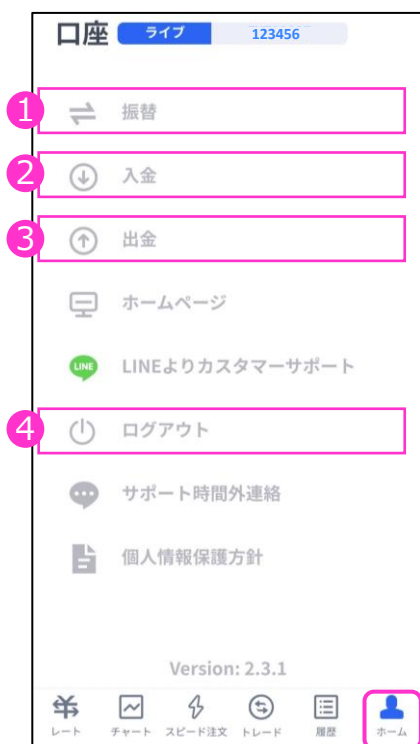 口座 ライブ 123456
1 振替
2 入金
3 出金
ホームページ
LINE LINEよりカスタマーサポート
4 ログアウト
サポート時間外連絡
個人情報保護方針
Version: 2.3.1
レート チャート スピード注文 トレード 履歴 ホーム